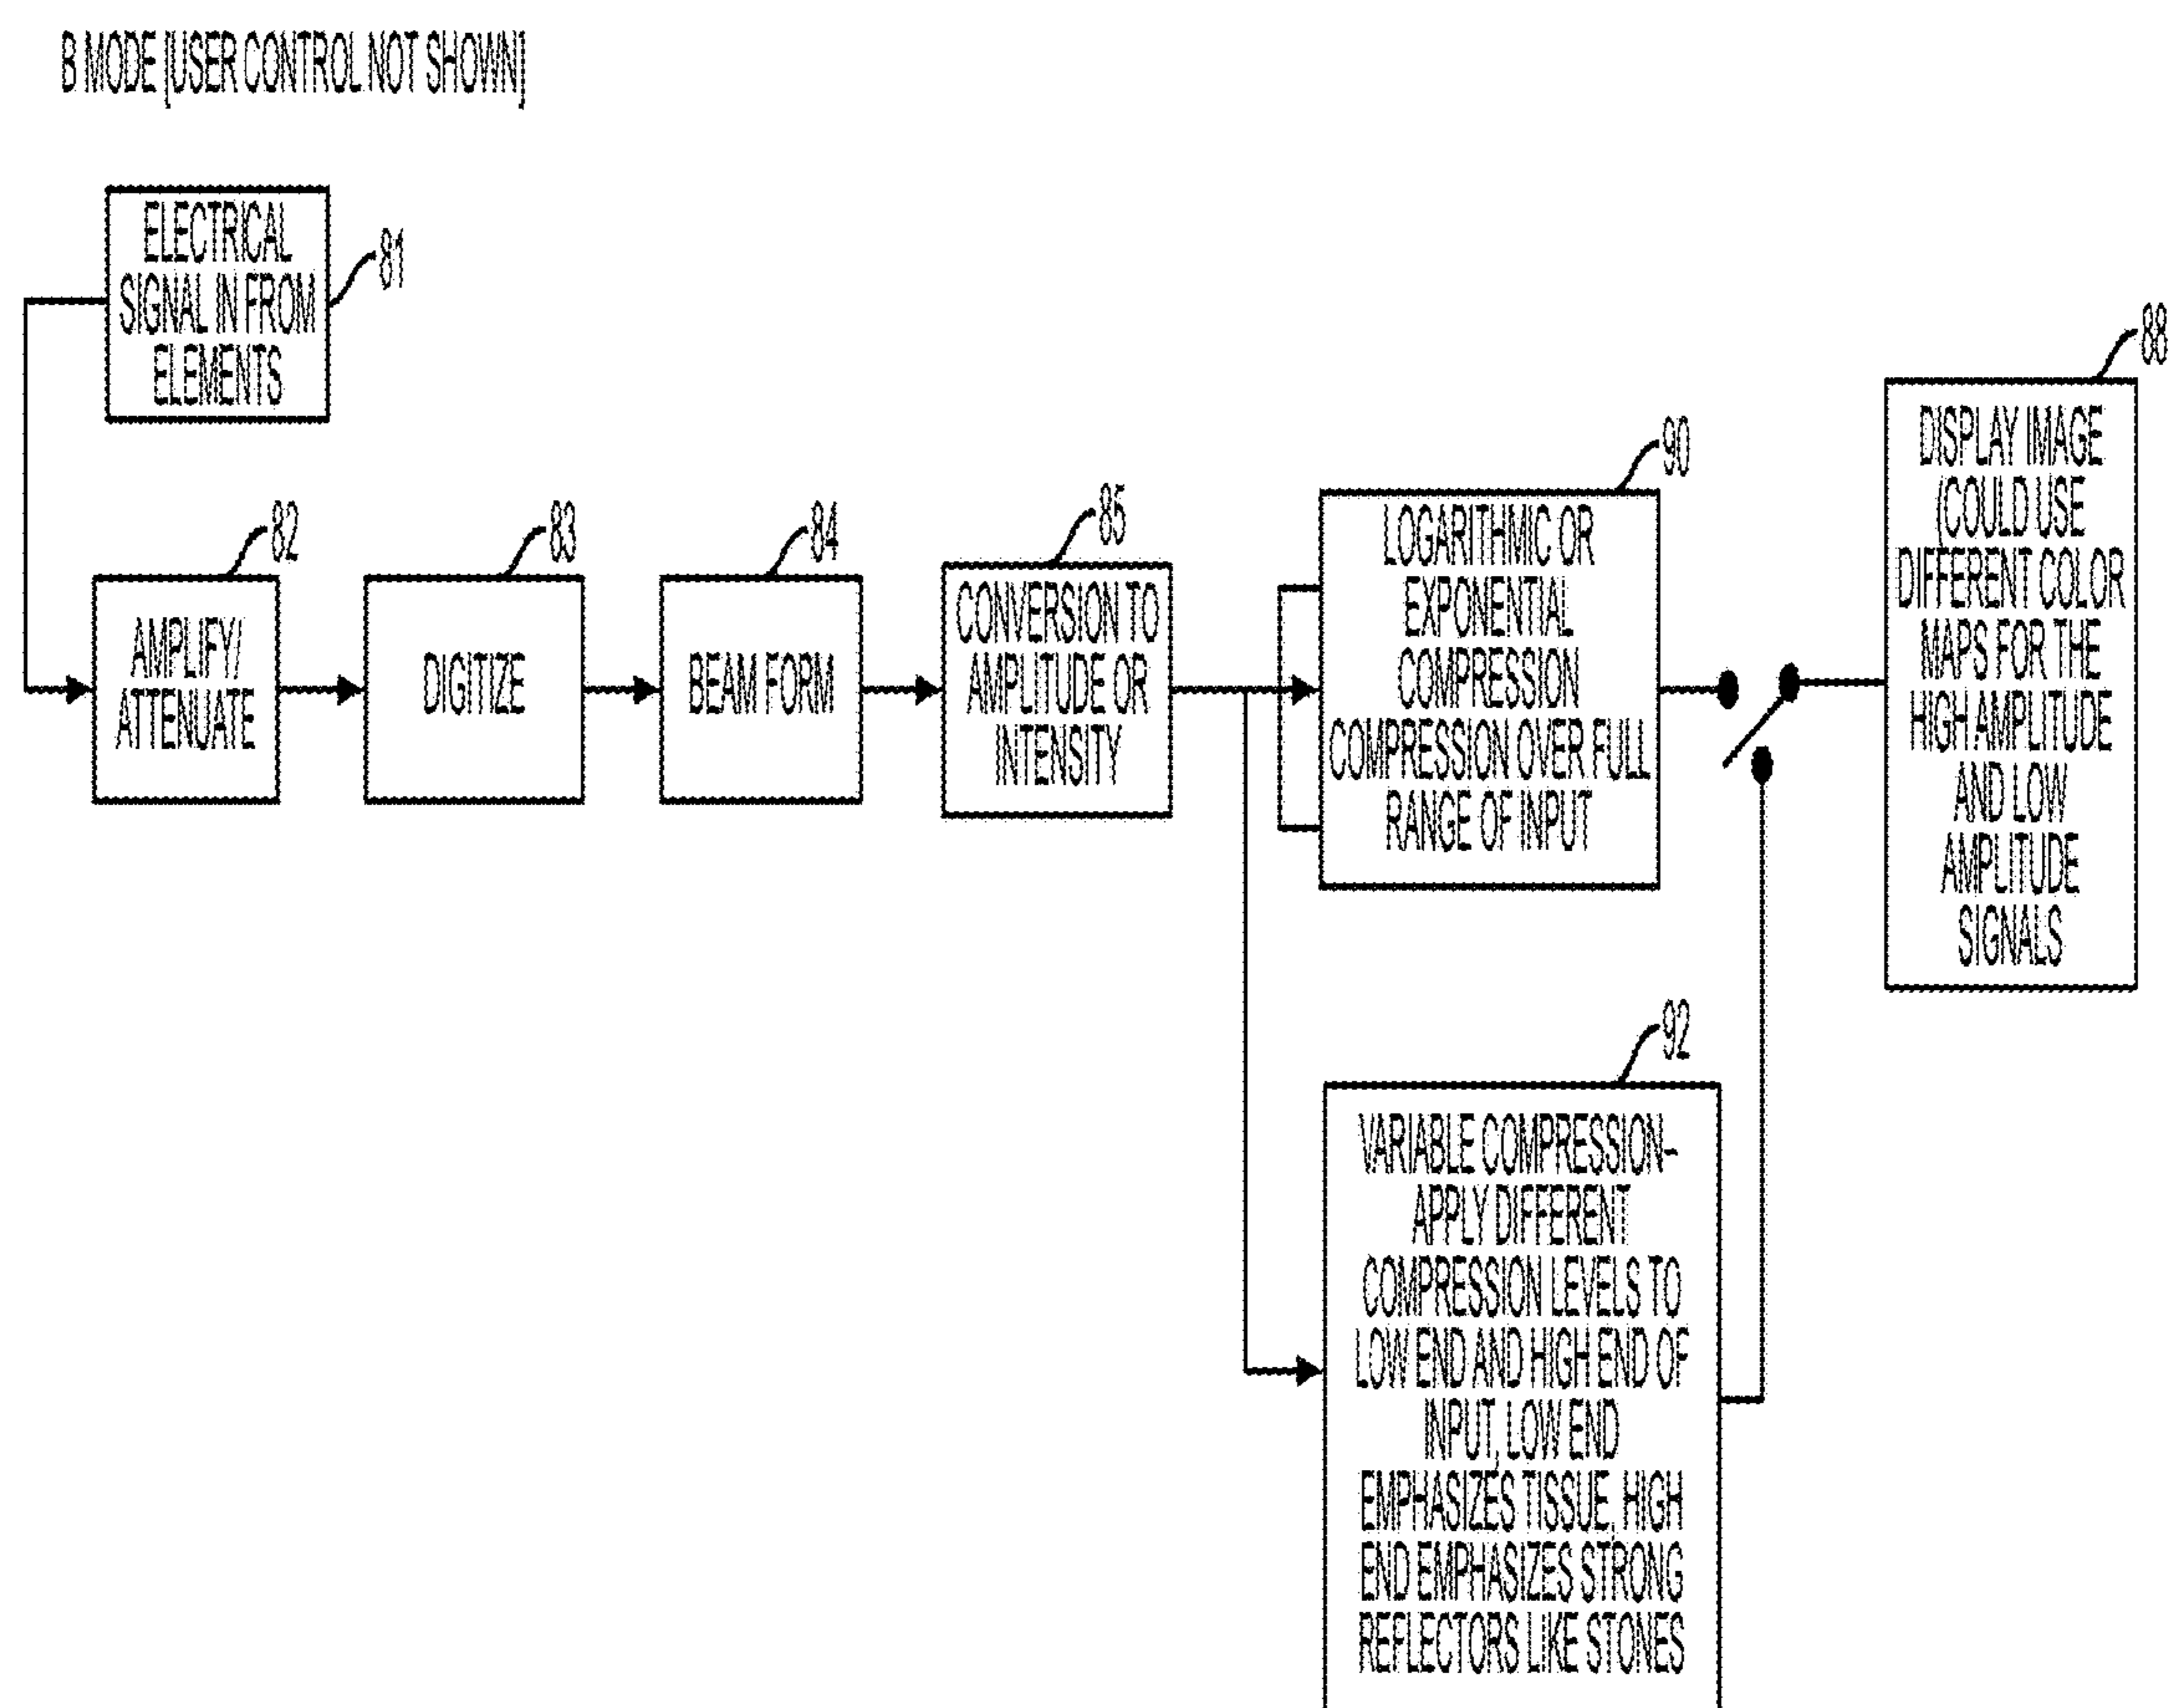 B MODE [USER CONTROL NOT SHOWN]
ELECTRICAL
SIGNAL IN FROM
ELEMENTS
81
AMPLIFY/
ATTENUATE
82
DIGITIZE
83
BEAM FORM
84
CONVERSION TO
AMPLITUDE OR
INTENSITY
85
LOGARITHMIC OR
EXPONENTIAL
COMPRESSION
COMPRESSION OVER FULL
RANGE OF INPUT
90
DISPLAY IMAGE
(COULD USE
DIFFERENT COLOR
MAPS FOR THE
HIGH AMPLITUDE
AND LOW
AMPLITUDE
SIGNALS
88
VARIABLE COMPRESSION-
APPLY DIFFERENT
COMPRESSION LEVELS TO
LOW END AND HIGH END OF
INPUT, LOW END
EMPHASIZES TISSUE, HIGH
END EMPHASIZES STRONG
REFLECTORS LIKE STONES
92